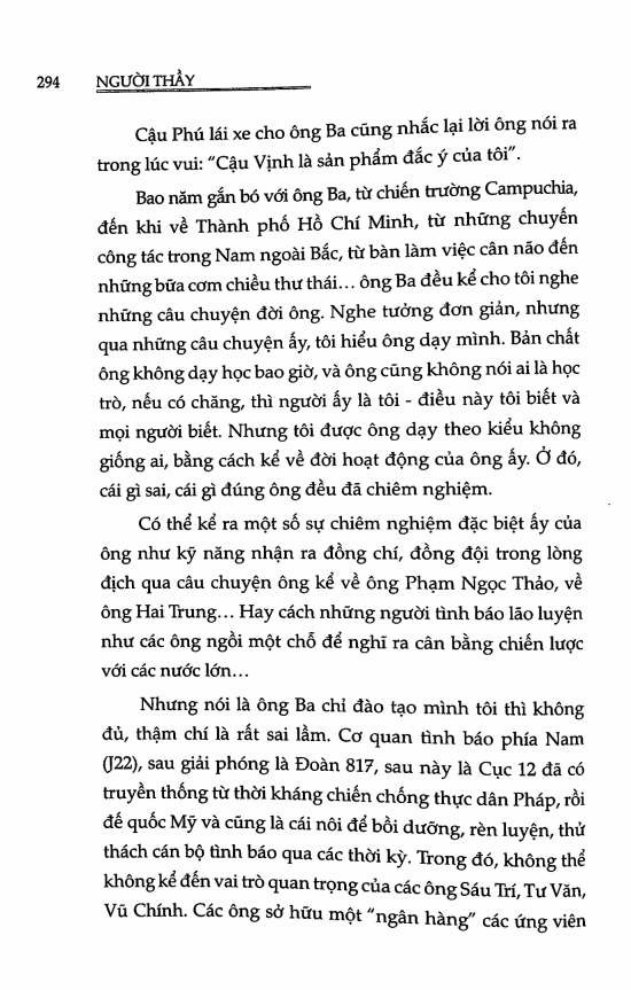 294 NGƯỜI THẦY
Cậu Phú lái xe cho ông Ba cũng nhắc lại lời ông nói ra
trong lúc vui: "Cậu Vịnh là sản phẩm đắc ý của tôi".
Bao năm gắn bó với ông Ba, từ chiến trường Campuchia,
đến khi về Thành phố Hồ Chí Minh, từ những chuyến
công tác trong Nam ngoài Bắc, từ bàn làm việc cân não đến
những bữa cơm chiều thư thái... ông Ba đều kể cho tôi nghe
những câu chuyện đời ông. Nghe tưởng đơn giản, nhưng
qua những câu chuyện ấy, tôi hiểu ông dạy mình. Bản chất
ông không dạy học bao giờ, và ông cũng không nói ai là học
trò, nếu có chăng, thì người ấy là tôi - điều này tôi biết và
mọi người biết. Nhưng tôi được ông dạy theo kiểu không
giống ai, bằng cách kể về đời hoạt động của ông ấy. Ở đó,
cái gì sai, cái gì đúng ông đều đã chiêm nghiệm.
Có thể kể ra một số sự chiêm nghiệm đặc biệt ấy của
ông như kỹ năng nhận ra đồng chí, đồng đội trong lòng
địch qua câu chuyện ông kể về ông Phạm Ngọc Thảo, về
ông Hai Trung... Hay cách những người tình báo lão luyện
như các ông ngồi một chỗ để nghĩ ra cân bằng chiến lược
với các nước lớn...
Nhưng nói là ông Ba chỉ đào tạo mình tôi thì không
đủ, thậm chí là rất sai lầm. Cơ quan tình báo phía Nam
(J22), sau giải phóng là Đoàn 817, sau này là Cục 12 đã có
truyền thống từ thời kháng chiến chống thực dân Pháp, rồi
đế quốc Mỹ và cũng là cái nôi để bồi dưỡng, rèn luyện, thử
thách cán bộ tình báo qua các thời kỳ. Trong đó, không thể
không kể đến vai trò quan trọng của các ông Sáu Trí, Tư Văn,
Vũ Chính. Các ông sở hữu một "ngân hàng" các ứng viên